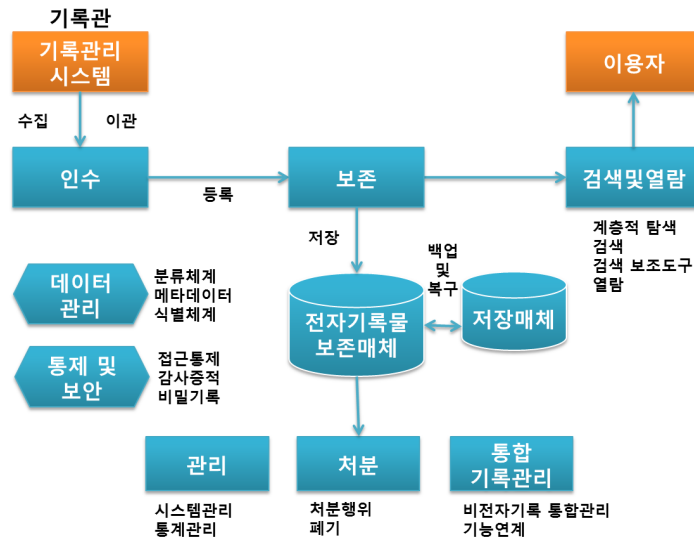 기록관
기록관리
시스템
이용자
수집
이관
인수
등록
보존
검색및열람
저장
계층적 탐색
검색
검색 보조도구
열람
백업
및
복구
데이터
관리
분류체계
메타데이터
식별체계
전자기록물
보존매체
저장매체
통제 및
보안
접근통제
감사증적
비밀기록
관리
처분
통합
기록관리
시스템관리
통계관리
처분행위
폐기
비전자기록 통합관리
기능연계